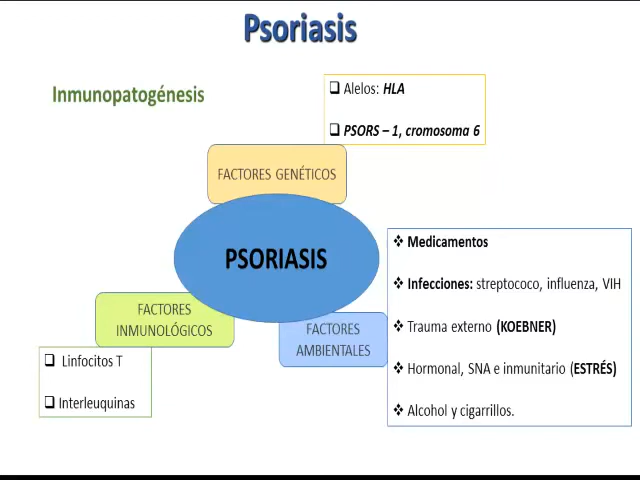 Psoriasis
Inmunopatogénesis
❑ Alelos: HLA
❑ PSORS – 1, cromosoma 6
FACTORES GENÉTICOS
PSORIASIS
❖ Medicamentos
❖ Infecciones: streptococo, influenza, VIH
❖ Trauma externo (KOEBNER)
❖ Hormonal, SNA e inmunitario (ESTRÉS)
❖ Alcohol y cigarrillos.
FACTORES
INMUNOLÓGICOS
FACTORES
AMBIENTALES
❑ Linfocitos T
❑ Interleuquinas